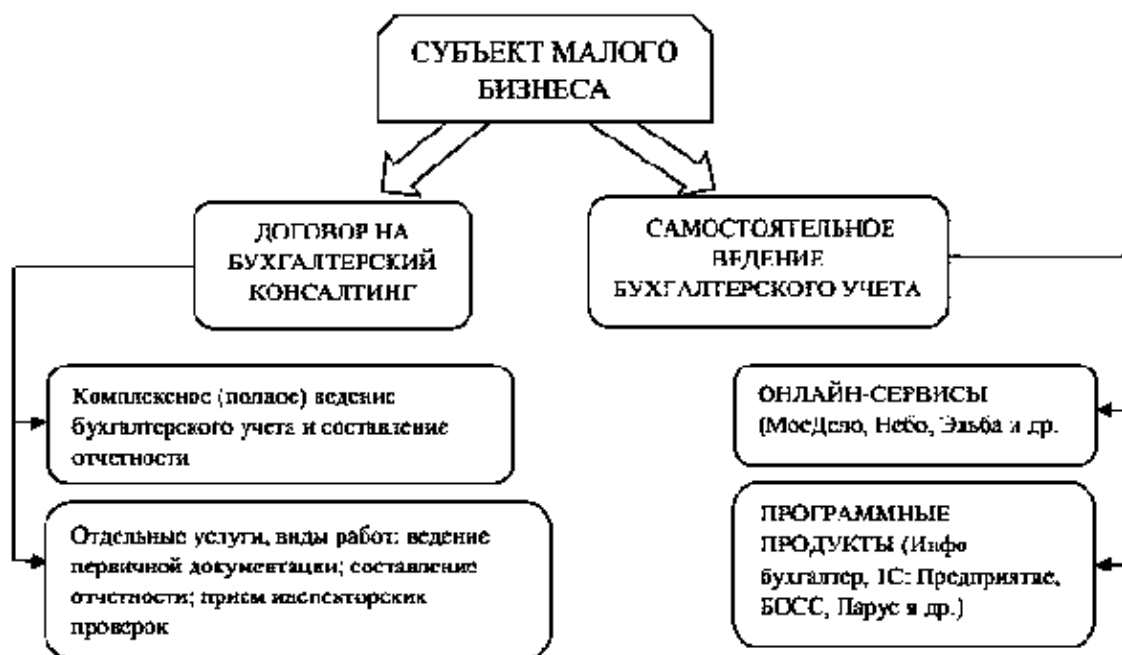 СУБЪЕКТ МАЛОГО
БИЗНЕСА
ДОГОВОР НА
БУХГАЛТЕРСКИЙ
КОНСАЛТИНГ
САМОСТОЯТЕЛЬНОЕ
ВЕДЕНИЕ
БУХГАЛТЕРСКОГО УЧЕТА
Комплексное (полное) ведение
бухгалтерского учета и составление
отчетности
Отдельные услуги, виды работ: ведение
первичной документации; составление
отчетности; прием инспекторских
проверок
ОНЛАЙН-СЕРВИСЫ
(МоеДело, Небо, Эльба и др.
ПРОГРАММНЫЕ
ПРОДУКТЫ (Инфо
бухгалтер, 1С: Предприятие,
БОСС, Парус и др.)